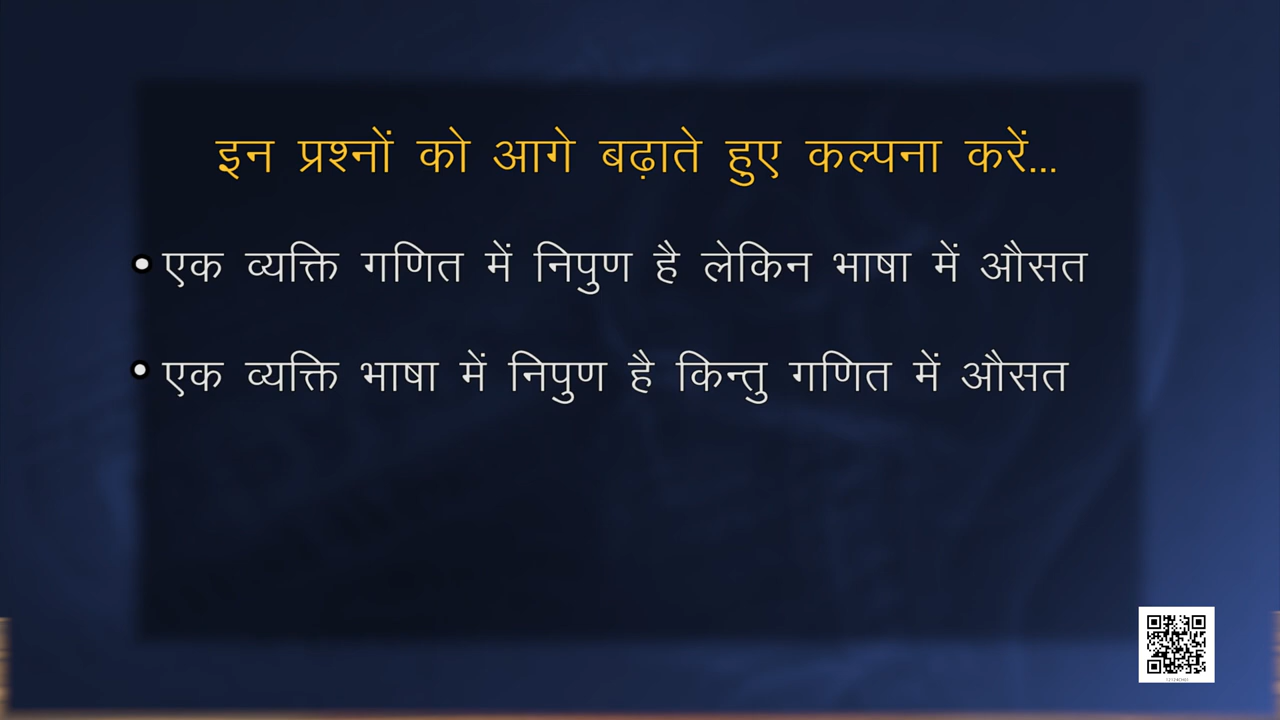 इन प्रश्नों को आगे बढ़ाते हुए कल्पना करें...
• एक व्यक्ति गणित में निपुण है लेकिन भाषा में औसत
• एक व्यक्ति भाषा में निपुण है किन्तु गणित में औसत